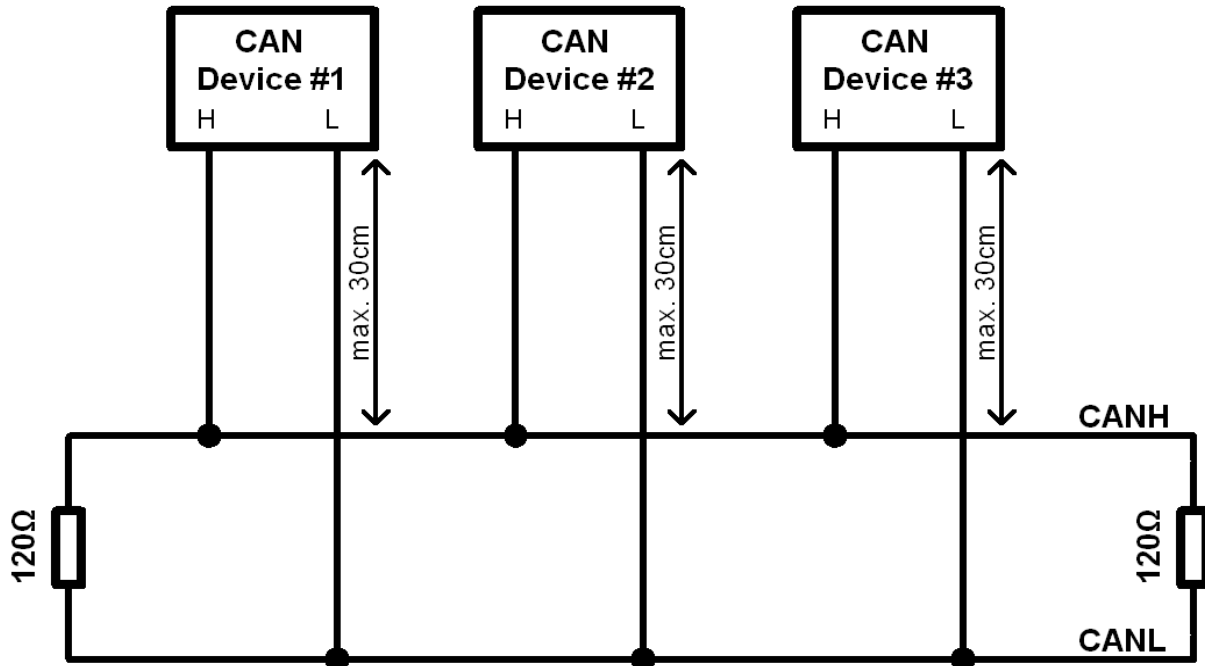 CAN
Device #1
H L
CAN
Device #2
H L
CAN
Device #3
H L
max. 30cm
max. 30cm
max. 30cm
CANH
120Ω
120Ω
CANL